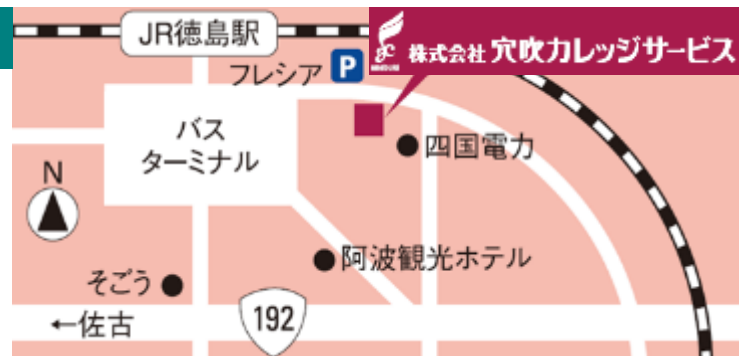 JR徳島駅
株式会社 穴吹カレッジサービス
フレシア P
バス
ターミナル
四国電力
N
阿波観光ホテル
そごう
192
←佐古